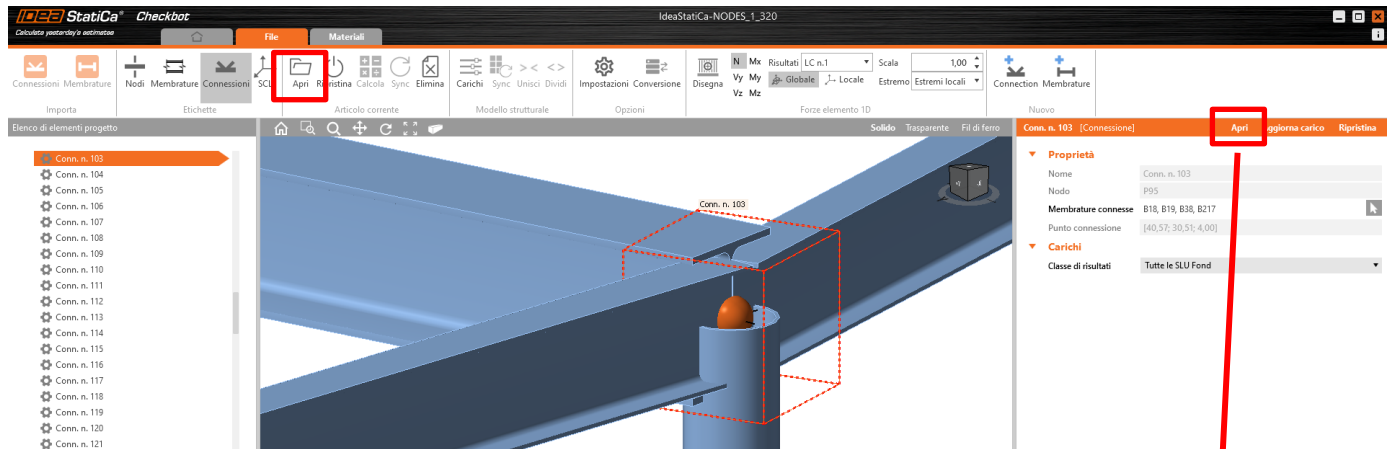 IDEA StatiCa® Checkbot
IdeaStatiCa-NODES_1_320
Calculate yesterday's estimates
File Materiali
Connessioni Membrature Nodi Membrature Connessioni SCL Apri Ripristina Calcola Sync Elimina Carichi Sync Unisci Dividi Impostazioni Conversione Disegna
N Mx Risultati LC n.1 Scala 1,00
Vy My Globale Locale Estremo Estremi locali
Vz Mz
Connection Membrature
Importa Etichette Articolo corrente Modello strutturale Opzioni Forze elemento 1D Nuovo
Elenco di elementi progetto
Solido Trasparente Fil di ferro
Conn. n. 103 [Connessione] Apri Aggiorna carico Ripristina
Conn. n. 103
Conn. n. 104
Conn. n. 105
Conn. n. 106
Conn. n. 107
Conn. n. 108
Conn. n. 109
Conn. n. 110
Conn. n. 111
Conn. n. 112
Conn. n. 113
Conn. n. 114
Conn. n. 115
Conn. n. 116
Conn. n. 117
Conn. n. 118
Conn. n. 119
Conn. n. 120
Conn. n. 121
Conn. n. 103
Proprietà
Nome Conn. n. 103
Nodo P95
Membrature connesse B18, B19, B38, B217
Punto connessione [40,57; 30,51; 4,00]
Carichi
Classe di risultati Tutte le SLU Fond